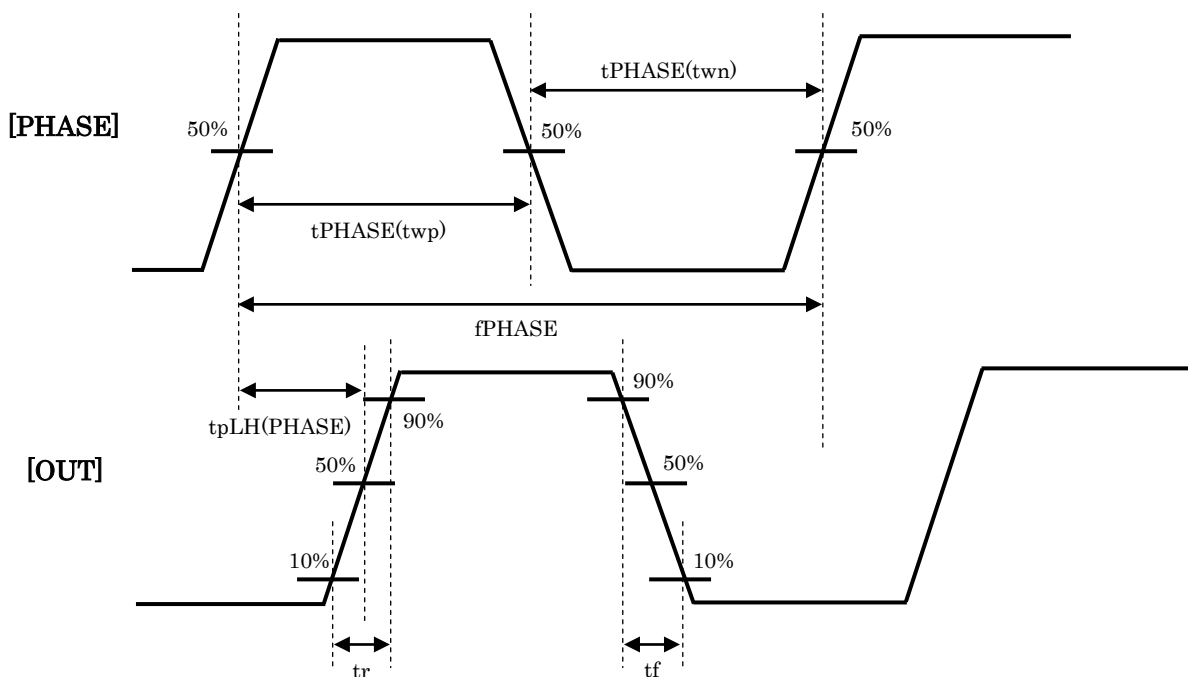 tPHASE(twn)
[PHASE]
50%
50%
50%
tPHASE(twp)
fPHASE
90%
tpLH(PHASE)
90%
[OUT]
50%
50%
10%
10%
tr
tf